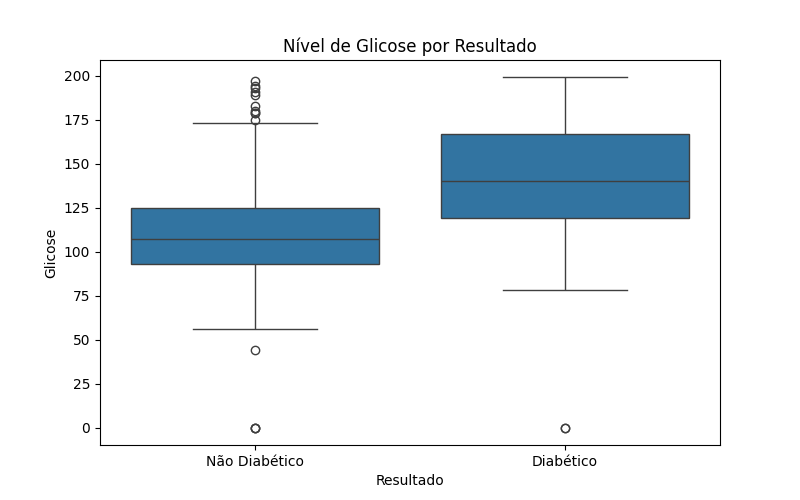 Nível de Glicose por Resultado
Glicose
200
175
150
125
100
75
50
25
0
Não Diabético
Diabético
Resultado